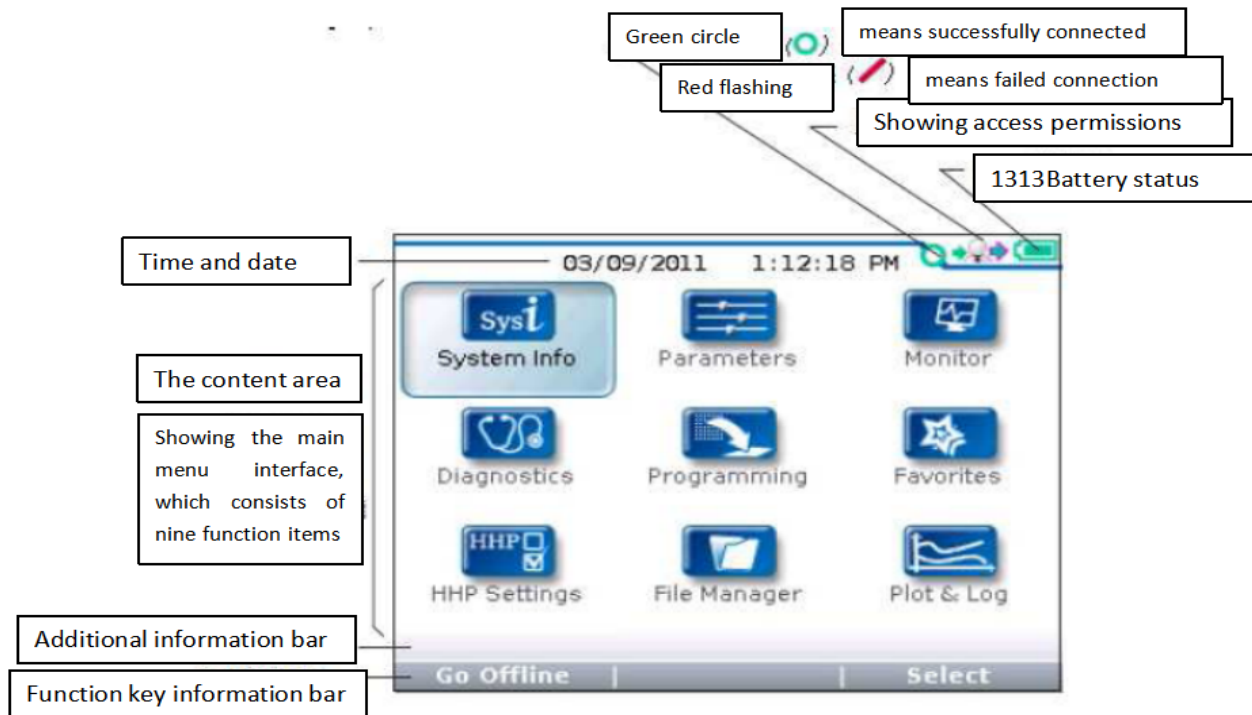 Green circle
( )
means successfully connected
Red flashing
( )
means failed connection
Showing access permissions
1313Battery status
Time and date
03/09/2011 1:12:18 PM
The content area
Showing the main
menu interface,
which consists of
nine function items
Sysi
System Info
Parameters
Monitor
Diagnostics
Programming
Favorites
HHP
HHP Settings
File Manager
Plot & Log
Additional information bar
Function key information bar
Go Offline | | Select